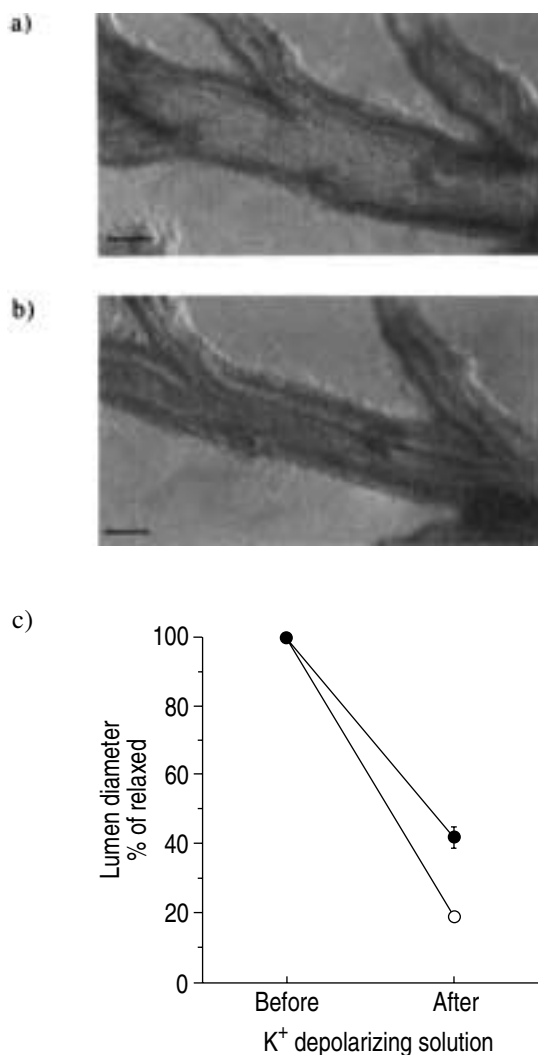 a)
b)
c)
100
80
60
40
20
0
Lumen diameter
% of relaxed
Before
After
K⁺ depolarizing solution